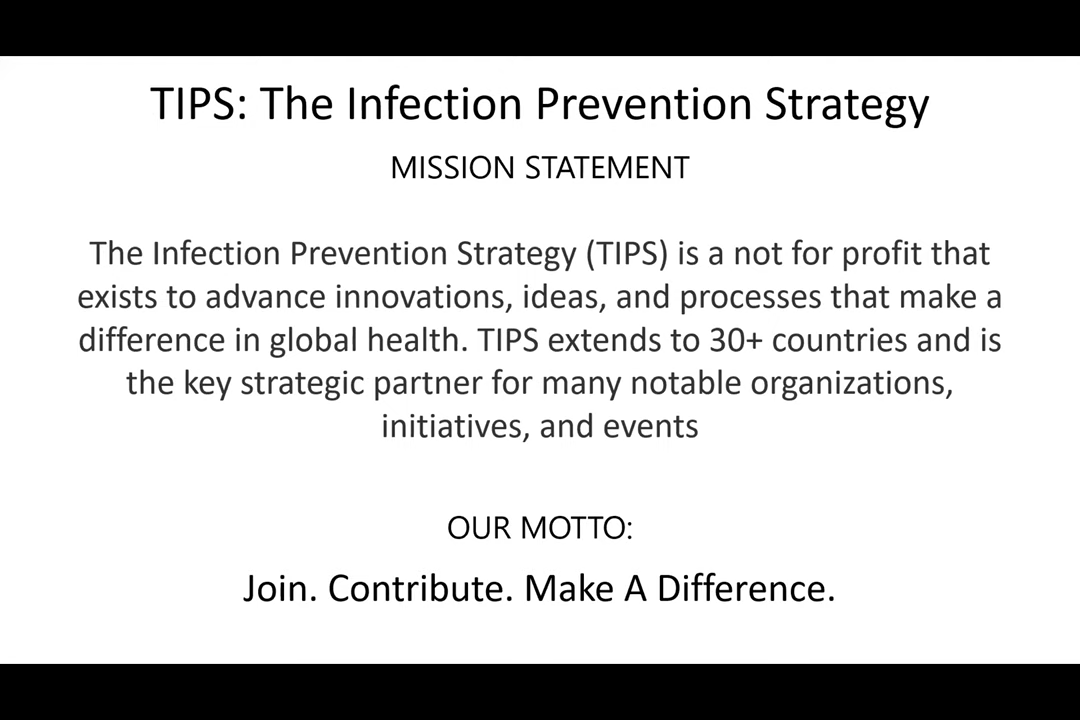 TIPS: The Infection Prevention Strategy
MISSION STATEMENT
The Infection Prevention Strategy (TIPS) is a not for profit that
exists to advance innovations, ideas, and processes that make a
difference in global health. TIPS extends to 30+ countries and is
the key strategic partner for many notable organizations,
initiatives, and events
OUR MOTTO:
Join. Contribute. Make A Difference.